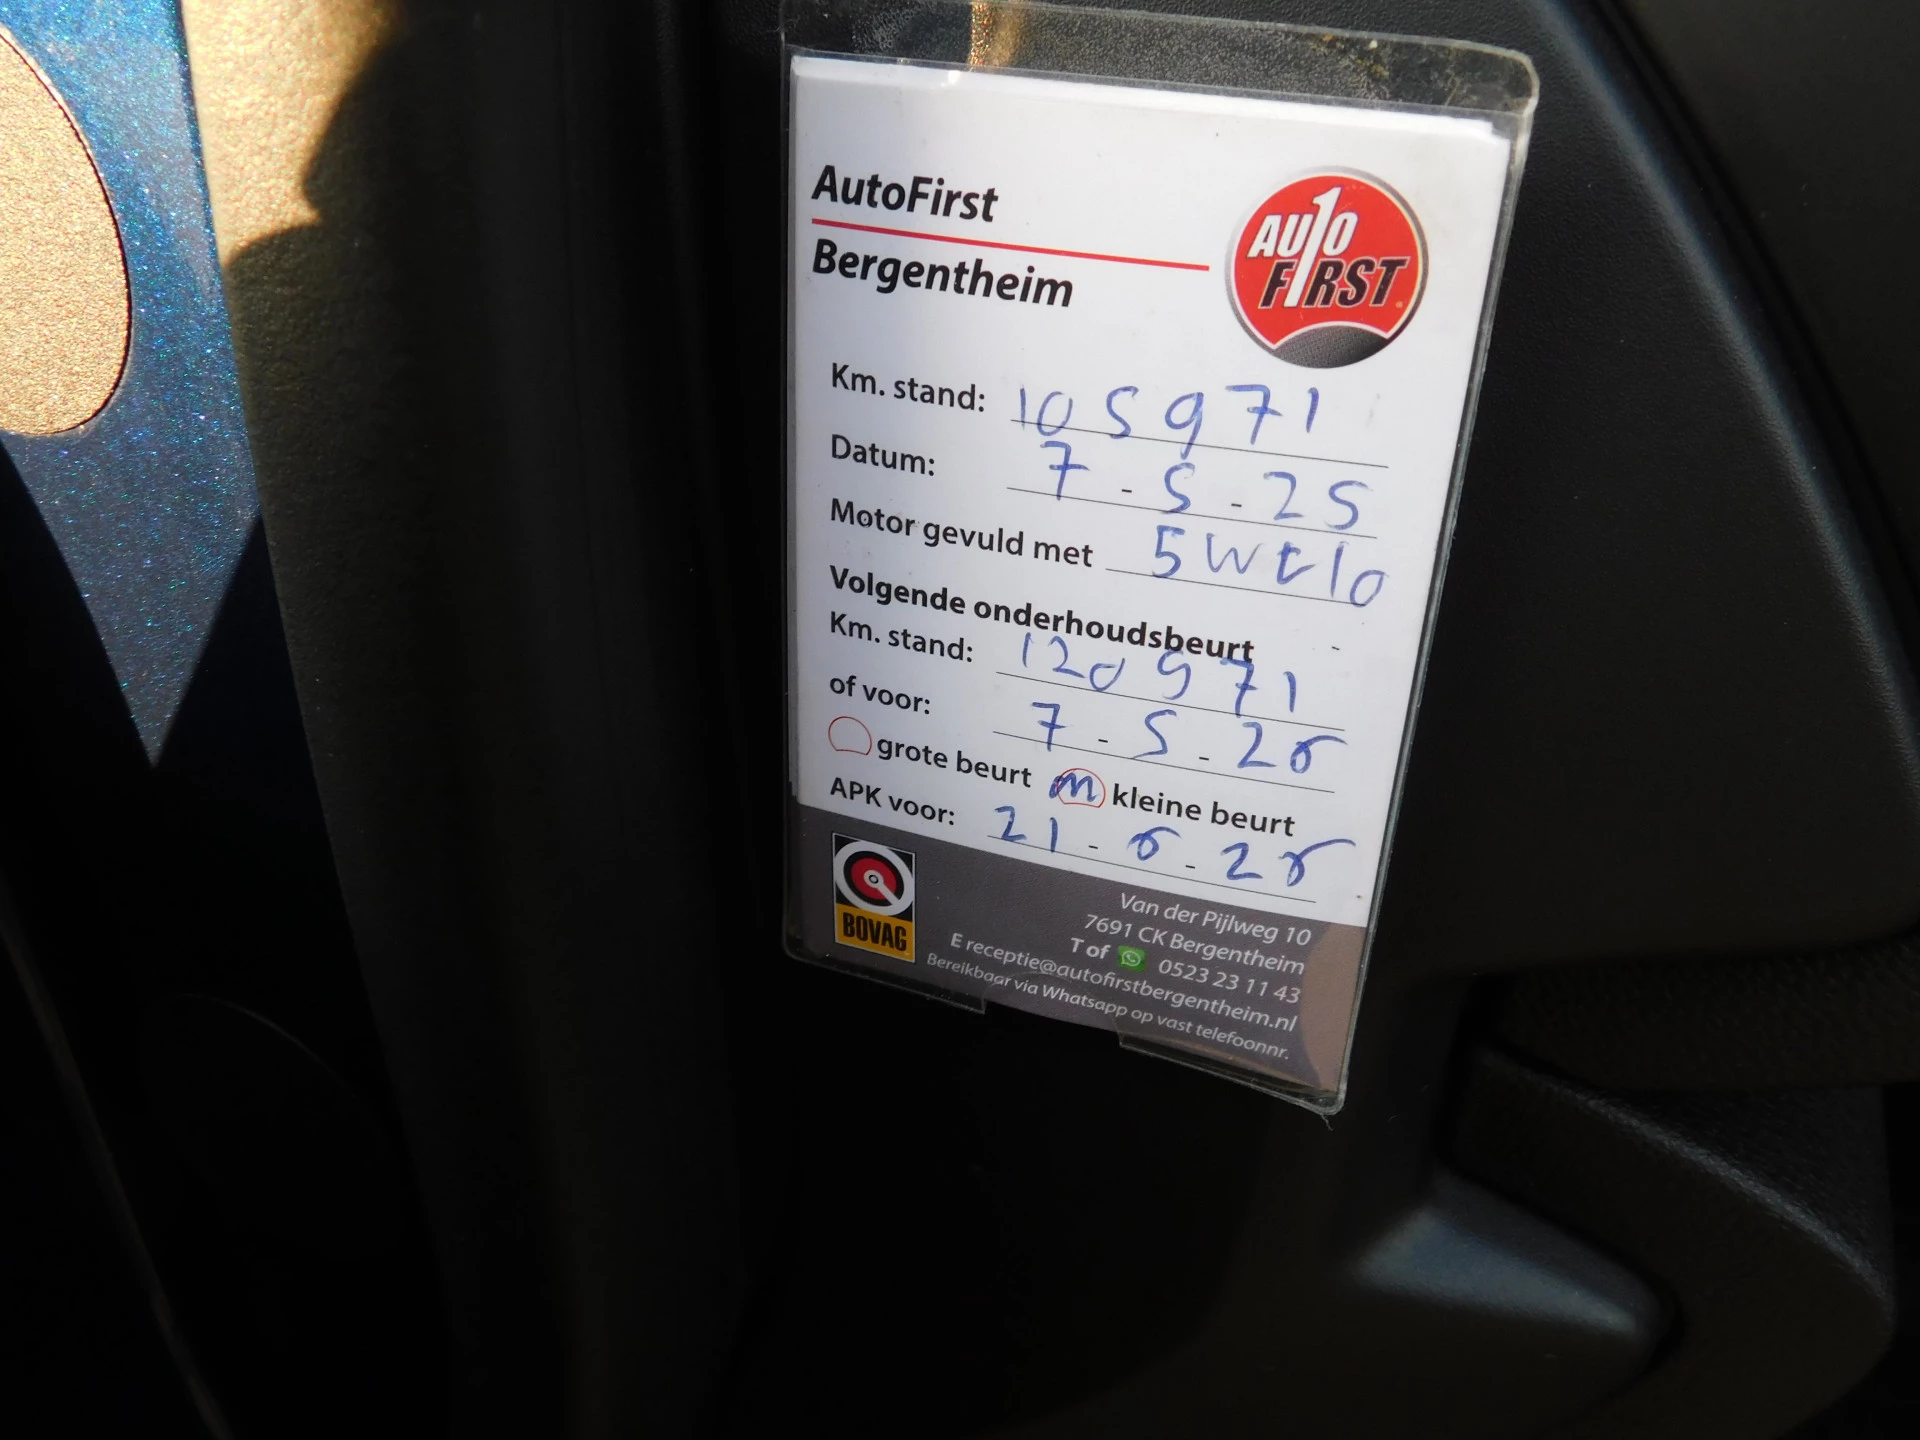 AutoFirst
Bergentheim
AUTO
FIRST
Km. stand: 105971
Datum: 7-5-25
Motor gevuld met
Volgende onderhoudsbeurt
Km. stand: 120971
of voor: 7-5-26
grote beurt kleine beurt
APK voor: 21-6-26
BOVAG
Van der Pijlweg 10
7691 CK Bergentheim
T of 0523 23 11 43
E receptie@autofirstbergentheim.nl
Bereikbaar via Whatsapp op vast telefoonnr.